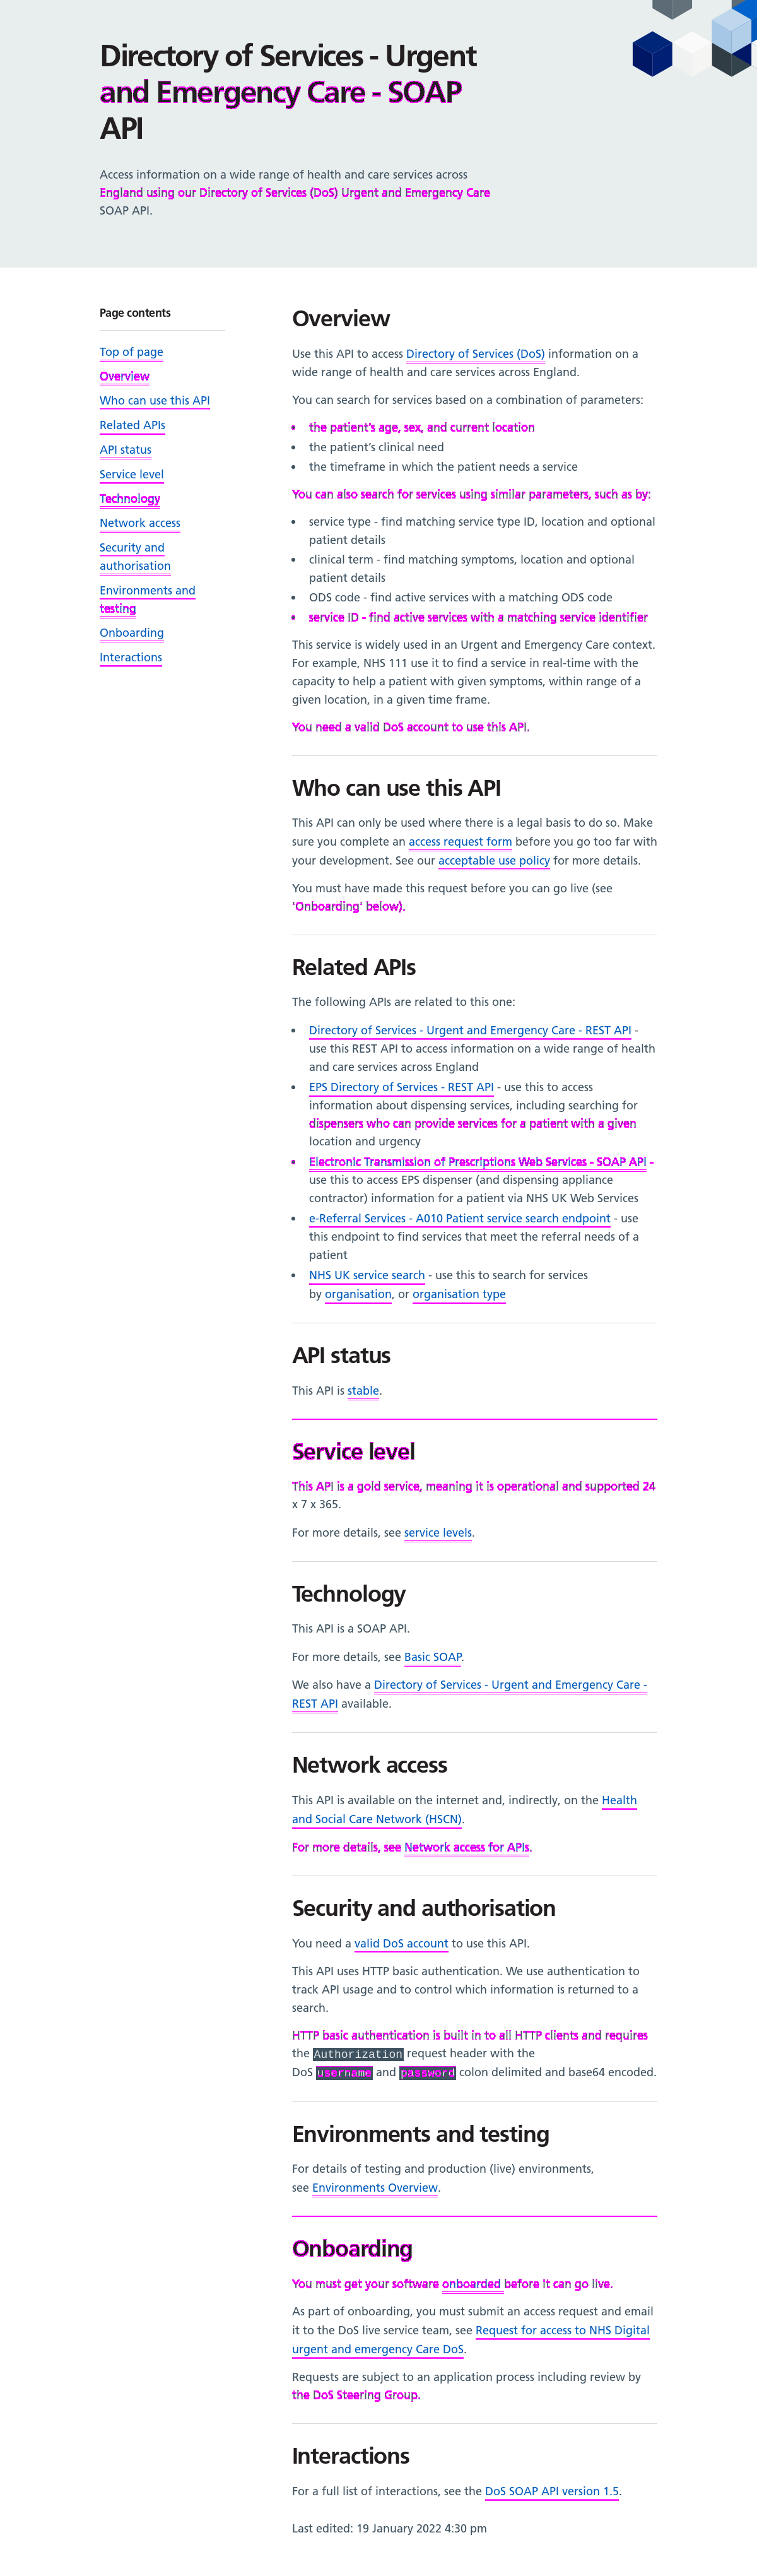 Directory of Services - Urgent
and Emergency Care - SOAP
API
Access information on a wide range of health and care services across
England using our Directory of Services (DoS) Urgent and Emergency Care
SOAP API.
Page contents
Top of page
Overview
Who can use this API
Related APIs
API status
Service level
Technology
Network access
Security and
authorisation
Environments and
testing
Onboarding
Interactions
Overview
Use this API to access Directory of Services (DoS) information on a
wide range of health and care services across England.
You can search for services based on a combination of parameters:
• the patient's age, sex, and current location
• the patient's clinical need
• the timeframe in which the patient needs a service
You can also search for services using similar parameters, such as by:
• service type - find matching service type ID, location and optional
patient details
• clinical term - find matching symptoms, location and optional
patient details
• ODS code - find active services with a matching ODS code
• service ID - find active services with a matching service identifier
This service is widely used in an Urgent and Emergency Care context.
For example, NHS 111 use it to find a service in real-time with the
capacity to help a patient with given symptoms, within range of a
given location, in a given time frame.
You need a valid DoS account to use this API.
Who can use this API
This API can only be used where there is a legal basis to do so. Make
sure you complete an access request form before you go too far with
your development. See our acceptable use policy for more details.
You must have made this request before you can go live (see
'Onboarding' below).
Related APIs
The following APIs are related to this one:
• Directory of Services - Urgent and Emergency Care - REST API -
use this REST API to access information on a wide range of health
and care services across England
• EPS Directory of Services - REST API - use this to access
information about dispensing services, including searching for
dispensers who can provide services for a patient with a given
location and urgency
• Electronic Transmission of Prescriptions Web Services - SOAP API -
use this to access EPS dispenser (and dispensing appliance
contractor) information for a patient via NHS UK Web Services
• e-Referral Services - A010 Patient service search endpoint - use
this endpoint to find services that meet the referral needs of a
patient
• NHS UK service search - use this to search for services
by organisation, or organisation type
API status
This API is stable.
Service level
This API is a gold service, meaning it is operational and supported 24
x 7 x 365.
For more details, see service levels.
Technology
This API is a SOAP API.
For more details, see Basic SOAP.
We also have a Directory of Services - Urgent and Emergency Care -
REST API available.
Network access
This API is available on the internet and, indirectly, on the Health
and Social Care Network (HSCN).
For more details, see Network access for APIs.
Security and authorisation
You need a valid DoS account to use this API.
This API uses HTTP basic authentication. We use authentication to
track API usage and to control which information is returned to a
search.
HTTP basic authentication is built in to all HTTP clients and requires
the Authorization request header with the
DoS username and password colon delimited and base64 encoded.
Environments and testing
For details of testing and production (live) environments,
see Environments Overview.
Onboarding
You must get your software onboarded before it can go live.
As part of onboarding, you must submit an access request and email
it to the DoS live service team, see Request for access to NHS Digital
urgent and emergency Care DoS.
Requests are subject to an application process including review by
the DoS Steering Group.
Interactions
For a full list of interactions, see the DoS SOAP API version 1.5.
Last edited: 19 January 2022 4:30 pm